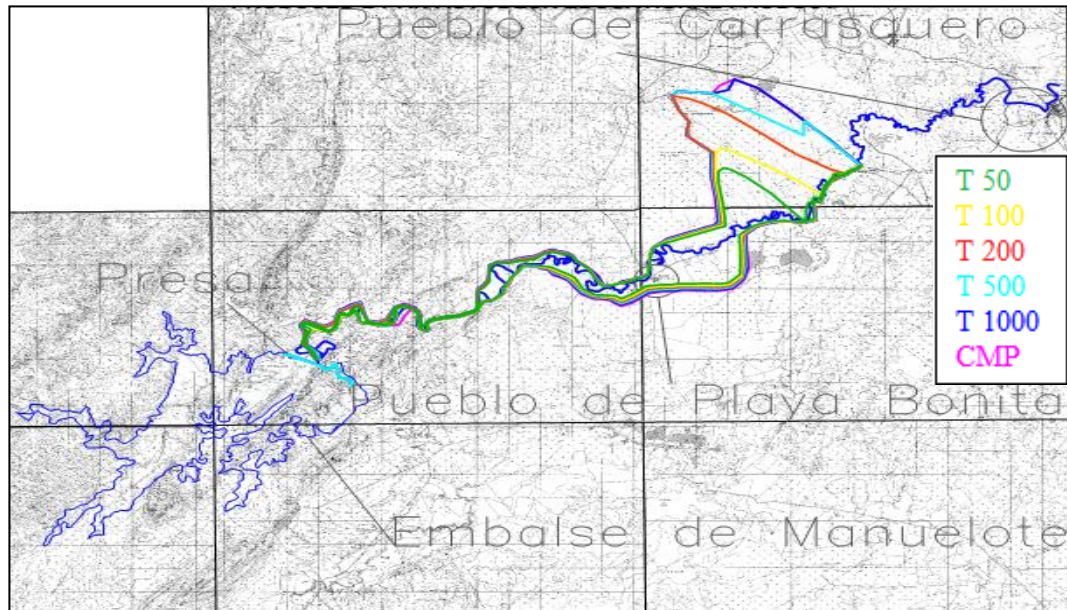 Pueblo de Carrasquero
T 50
T 100
T 200
T 500
T 1000
CMP
Presa
Pueblo de Playa Bonita
Embalse de Manuelote